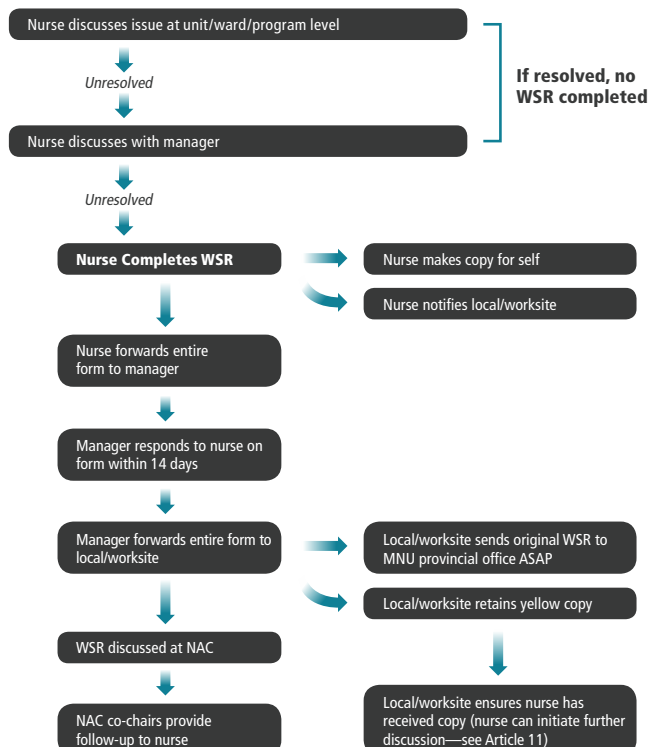 Nurse discusses issue at unit/ward/program level
Unresolved
If resolved, no
WSR completed
Nurse discusses with manager
Unresolved
Nurse Completes WSR
Nurse makes copy for self
Nurse notifies local/worksite
Nurse forwards entire
form to manager
Manager responds to nurse on
form within 14 days
Manager forwards entire form to
local/worksite
Local/worksite sends original WSR to
MNU provincial office ASAP
Local/worksite retains yellow copy
WSR discussed at NAC
NAC co-chairs provide
follow-up to nurse
Local/worksite ensures nurse has
received copy (nurse can initiate further
discussion—see Article 11)